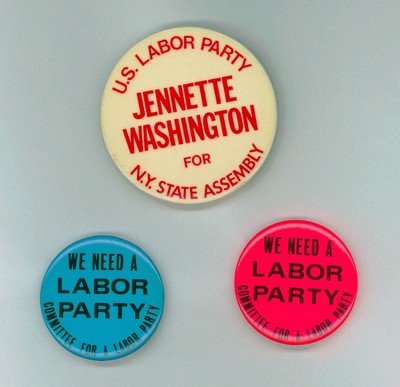 U.S. LABOR PARTY
JENNETTE
WASHINGTON
FOR
N.Y. STATE ASSEMBLY
WE NEED A
LABOR
PARTY
COMMITTEE FOR A LABOR PARTY
WE NEED A
LABOR
PARTY
COMMITTEE FOR A LABOR PARTY